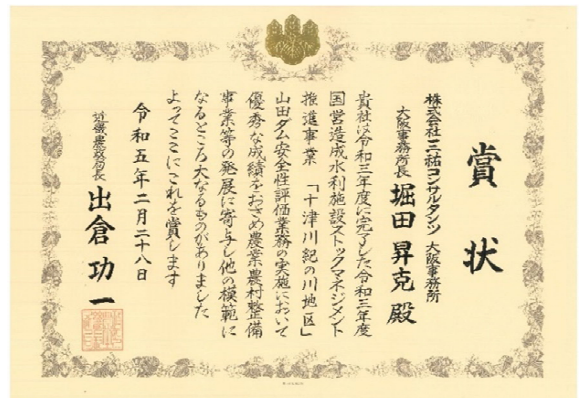 賞状
株式会社三祐コンサルタンツ 大阪事務所
大阪事務所長 堀田昇克殿
貴社は令和三年度に完了した令和三年度
国営造成水利施設ストックマネジメント
推進事業 「十津川紀の川地区」
山田ダム安全性評価業務の実施において
優秀な成績をおさめ農業農村整備
事業等の発展に寄与し他の模範に
なるところ大なるものがありました
よってここにこれを賞します
令和五年二月二十八日
近畿農政局長 出倉功一